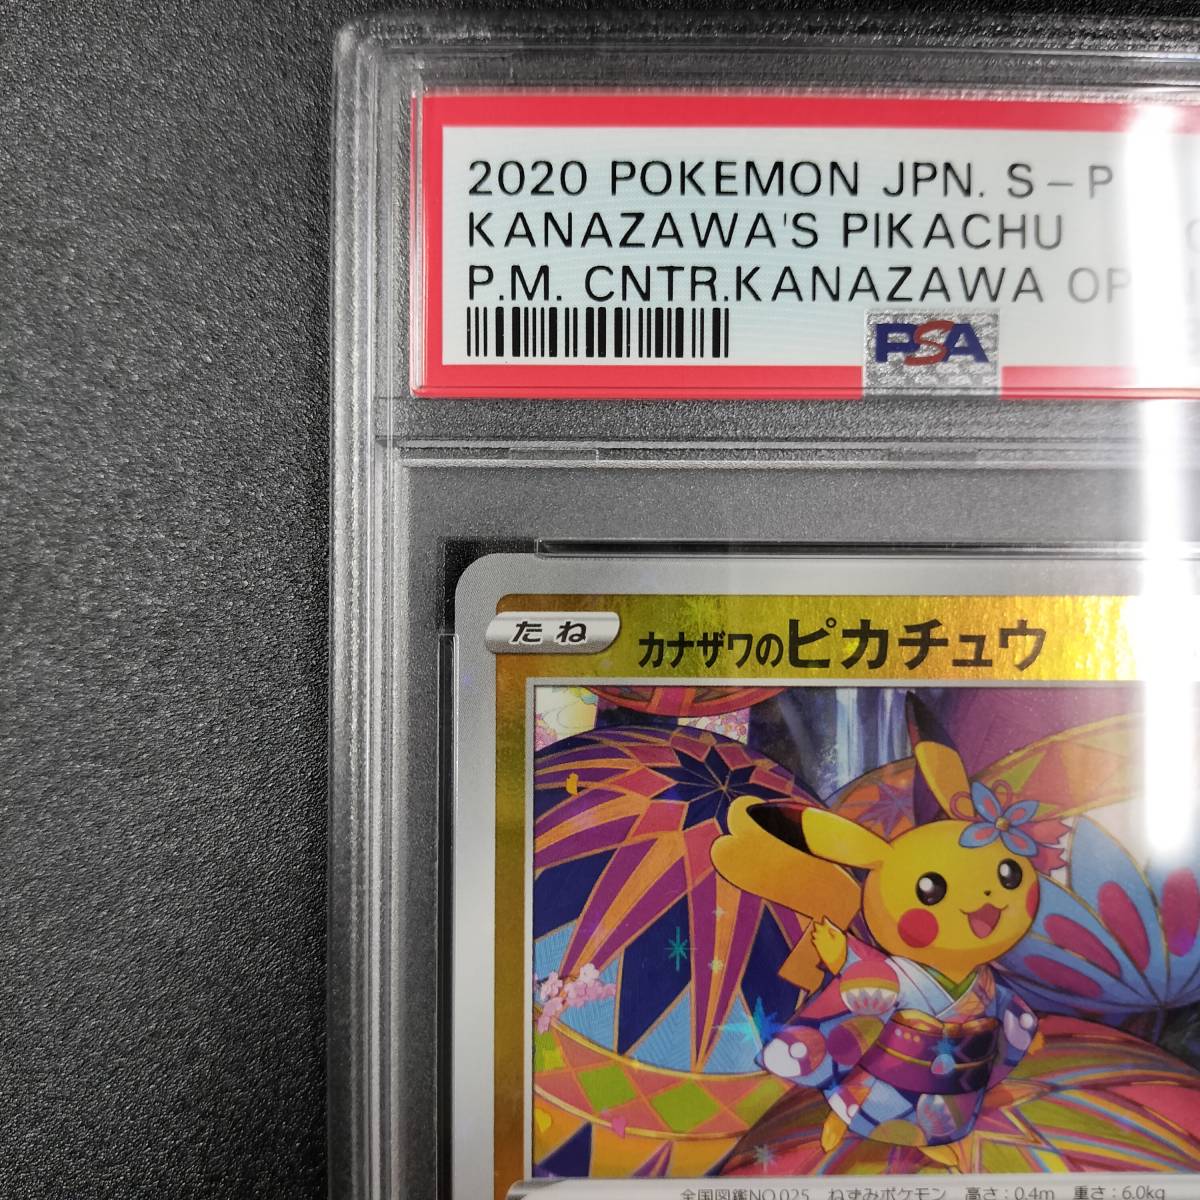 2020 POKEMON JPN. S-P
KANAZAWA'S PIKACHU
P.M. CNTR.KANAZAWA OP
PSA
たね
カナザワのピカチュウ
全国図鑑NO.025 ねずみポケモン 高さ:0.4m 重さ:6.0kg